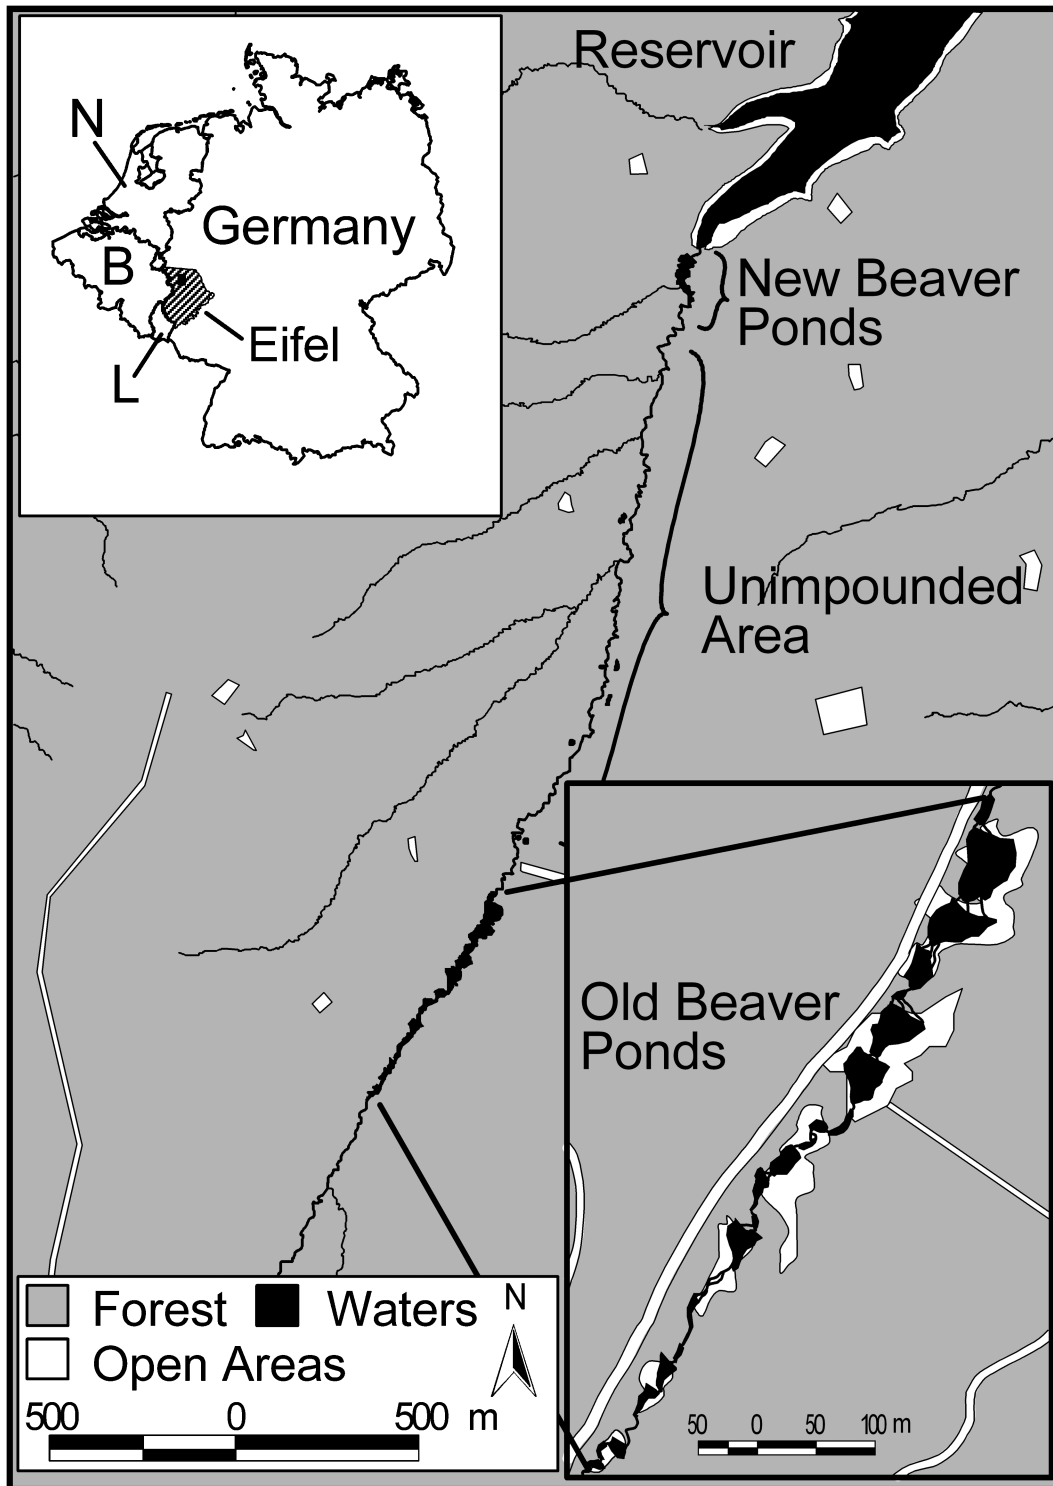 Reservoir
N
Germany
B
Eifel
L
New Beaver
Ponds
Unimpounded
Area
Old Beaver
Ponds
Forest
Waters
N
Open Areas
500 0 500 m
50 0 50 100 m